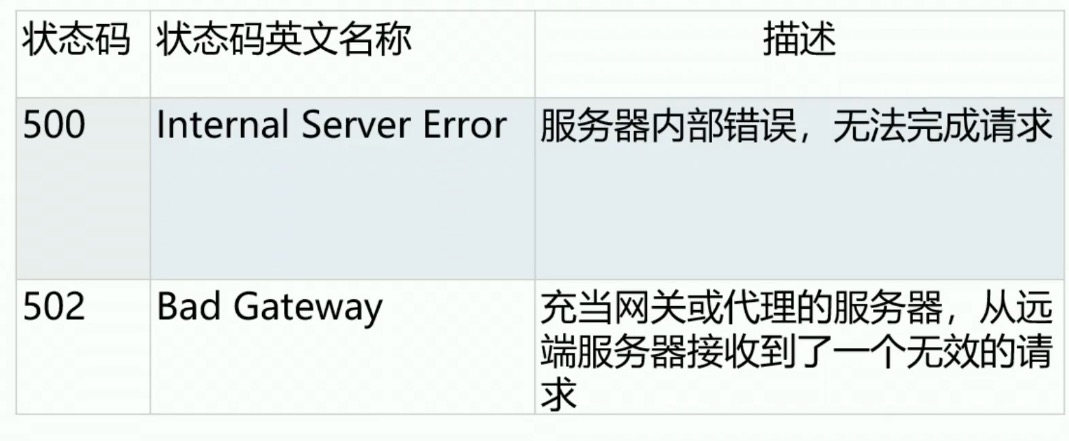 状态码 状态码英文名称 描述
500 Internal Server Error 服务器内部错误，无法完成请求
502 Bad Gateway 充当网关或代理的服务器，从远
端服务器接收到了一个无效的请
求